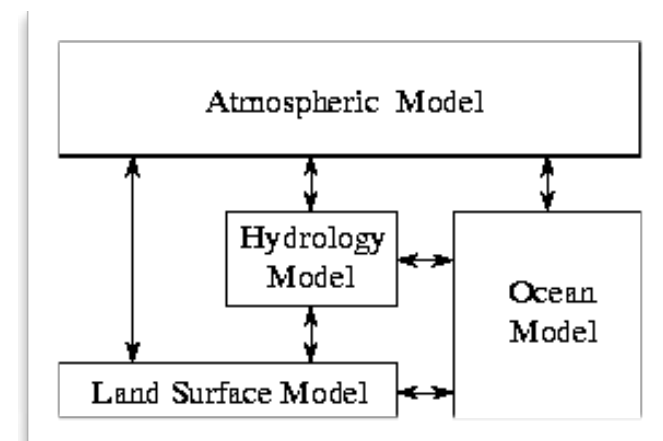 Atmospheric Model
Hydrology
Model
Ocean
Model
Land Surface Model